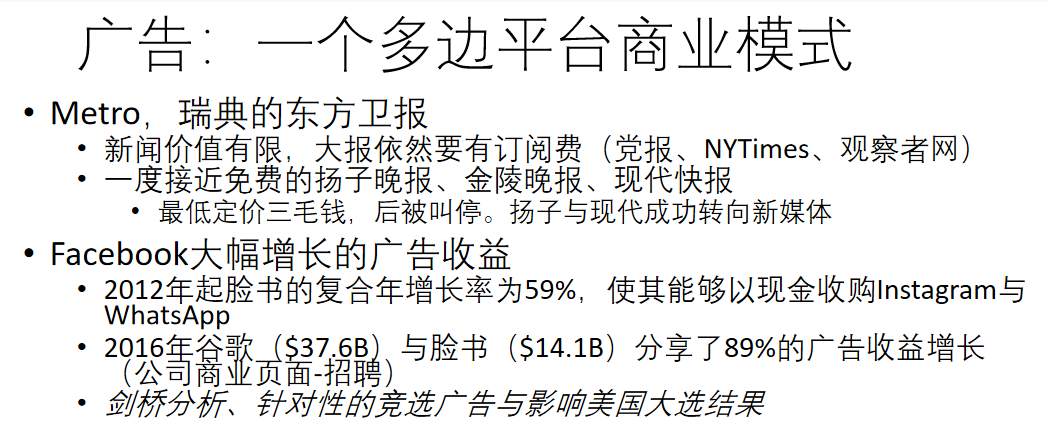 广告：一个多边平台商业模式
• Metro，瑞典的东方卫报
• 新闻价值有限，大报依然要有订阅费（党报、NYTimes、观察者网）
• 一度接近免费的扬子晚报、金陵晚报、现代快报
• 最低定价三毛钱，后被叫停。扬子与现代成功转向新媒体
• Facebook大幅增长的广告收益
• 2012年起脸书的复合年增长率为59%，使其能够以现金收购Instagram与
WhatsApp
• 2016年谷歌（$37.6B）与脸书（$14.1B）分享了89%的广告收益增长
（公司商业页面-招聘）
• 剑桥分析、针对性的竞选广告与影响美国大选结果